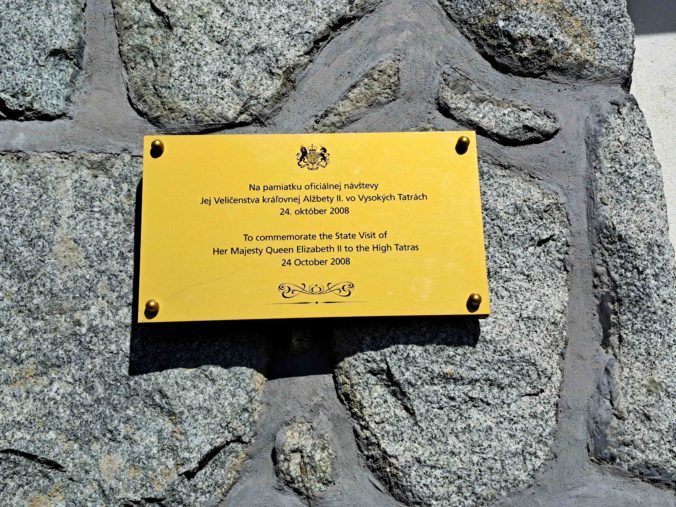 Na pamiatku oficiálnej návštevy
Jej Veličenstva kráľovnej Alžbety II. vo Vysokých Tatrách
24. október 2008
To commemorate the State Visit of
Her Majesty Queen Elizabeth II to the High Tatras
24 October 2008